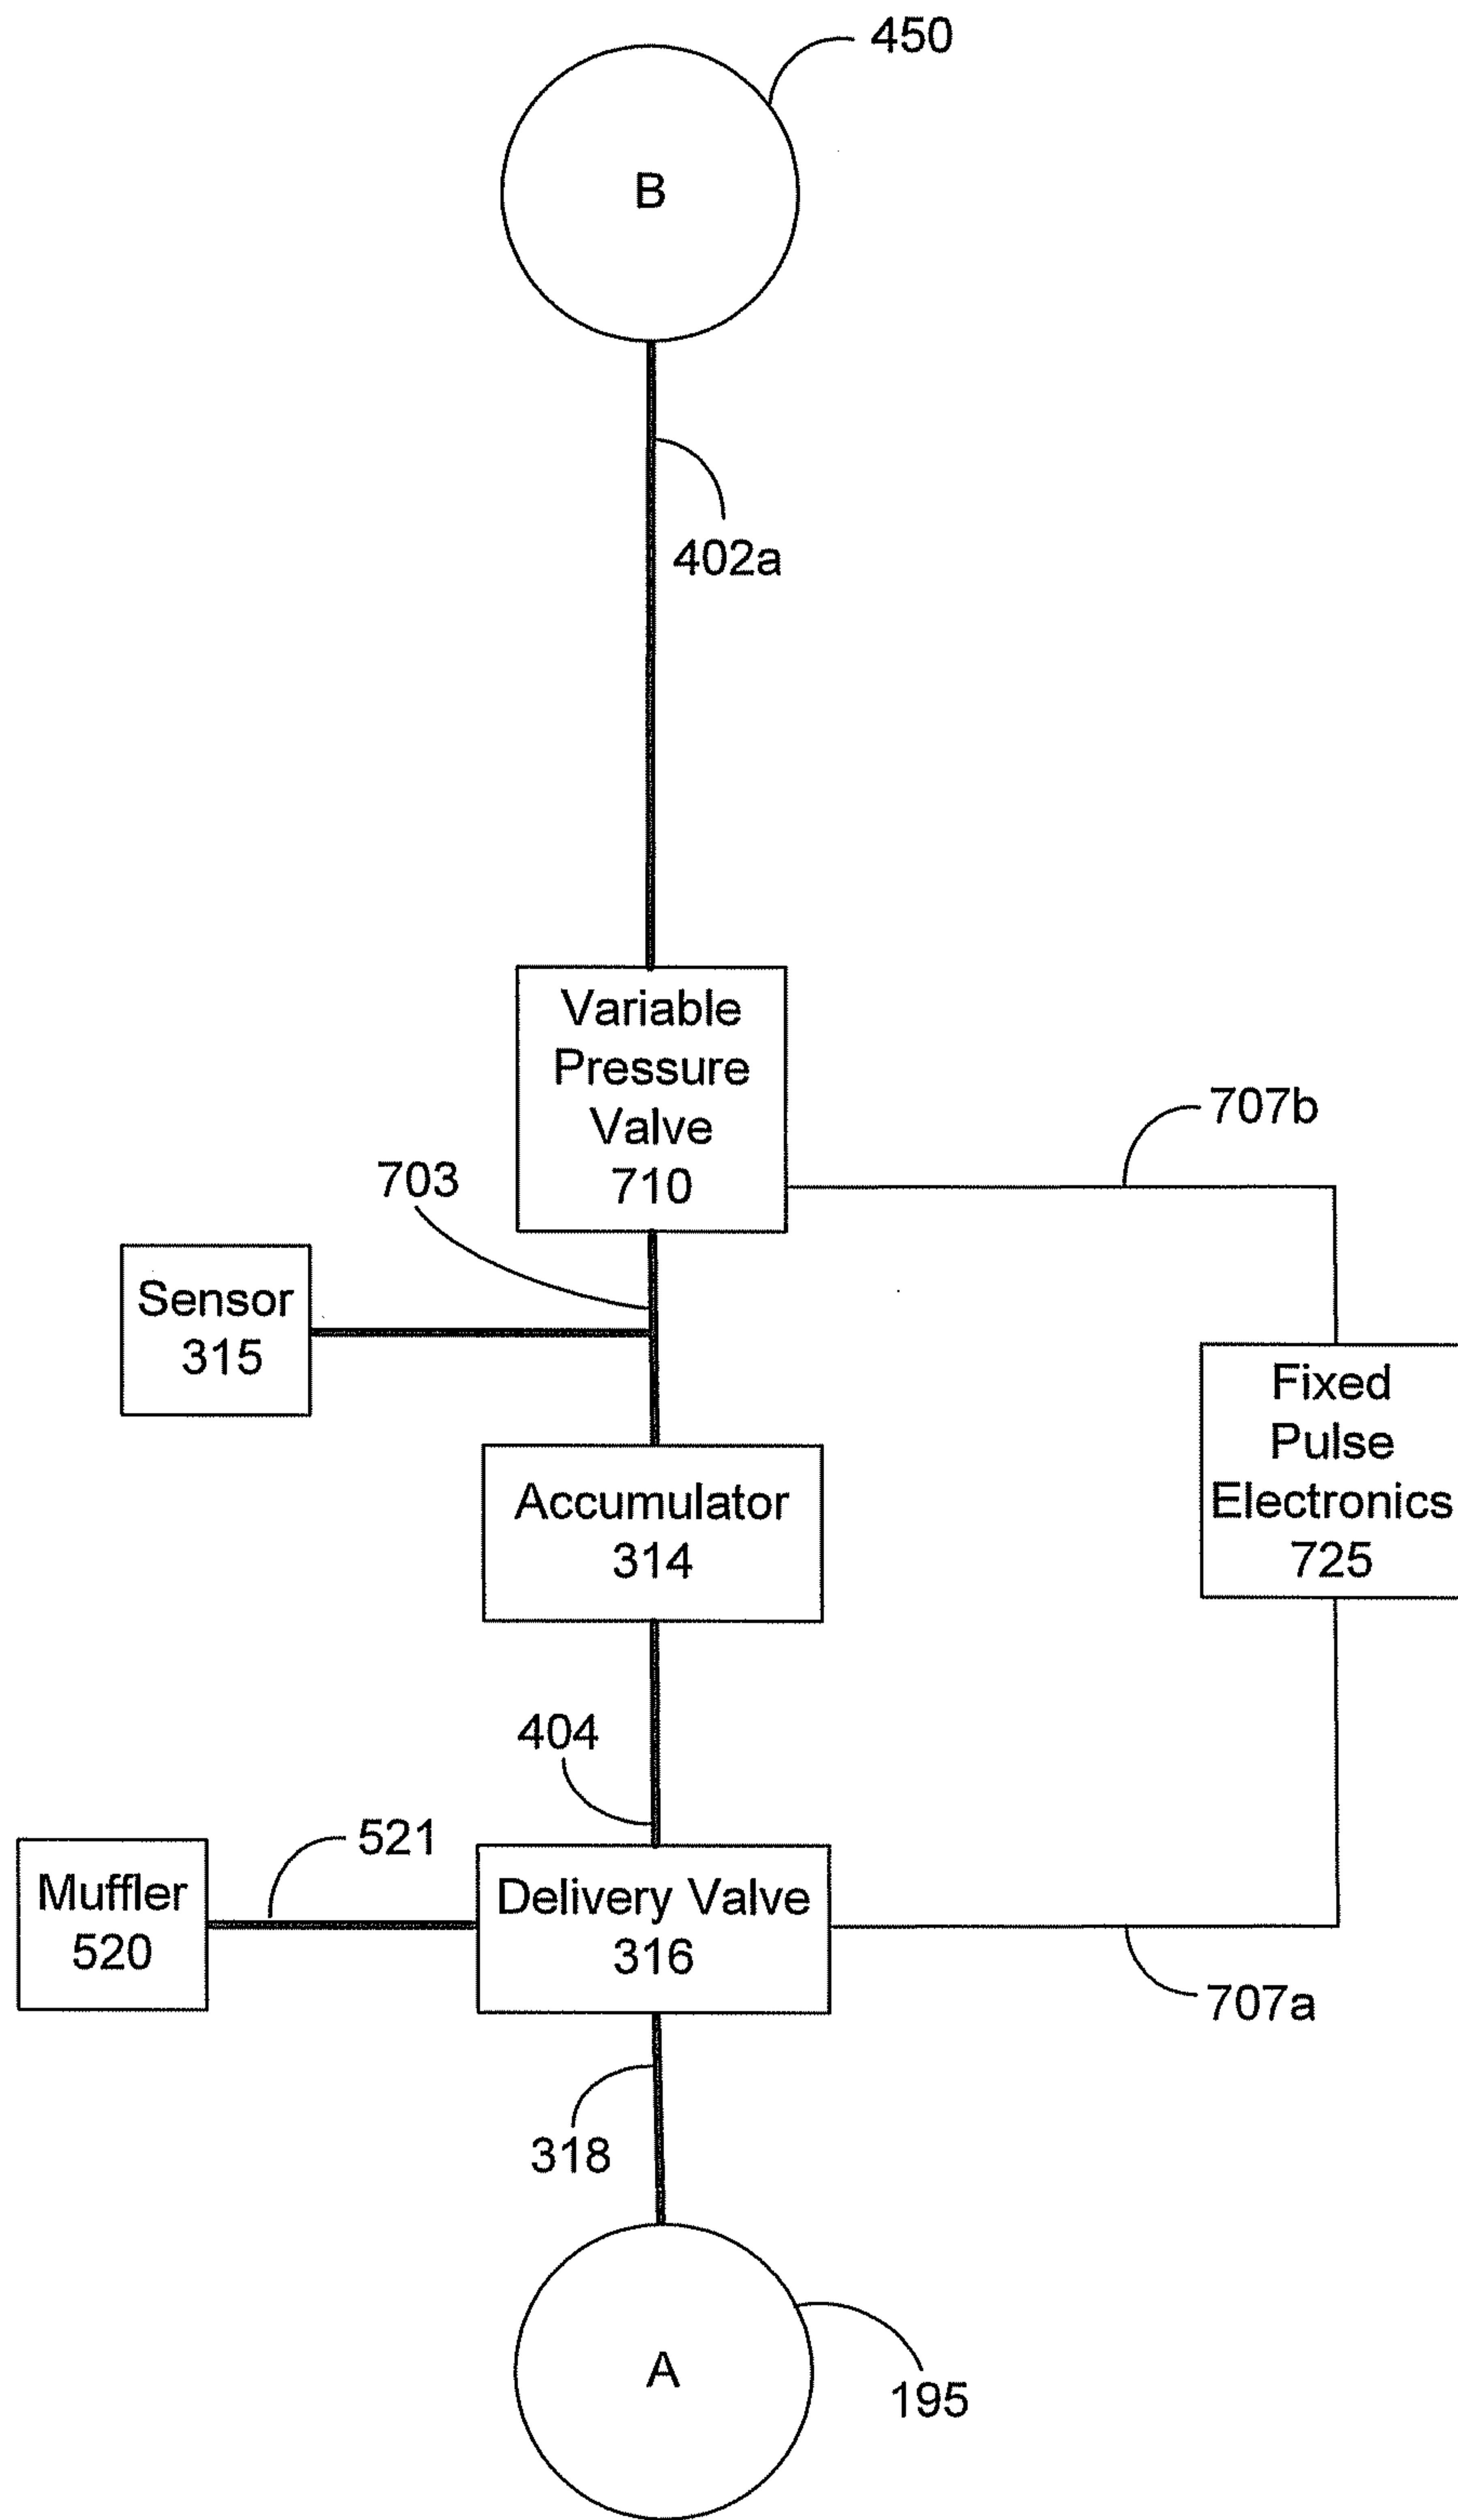 450
B
402a
Variable
Pressure
Valve
710
707b
703
Sensor
315
Fixed
Pulse
Electronics
725
Accumulator
314
404
521
Muffler
520
Delivery Valve
316
707a
318
A
195